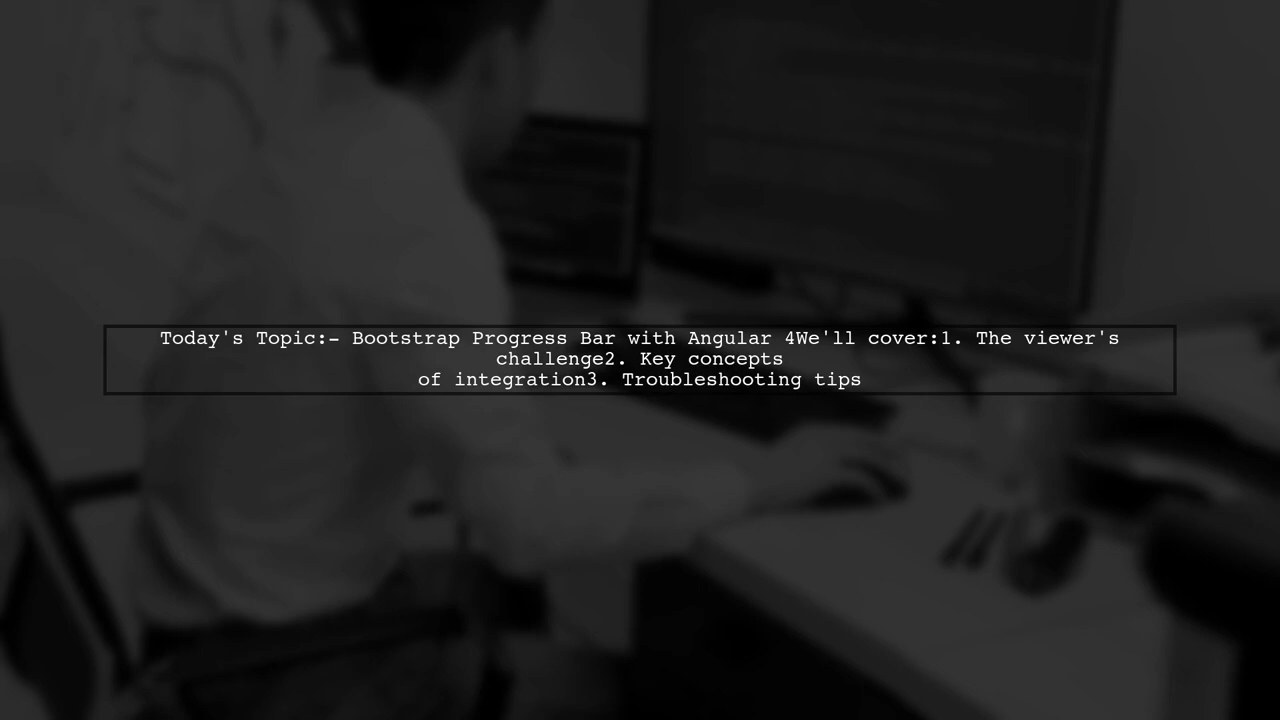 Today's Topic:- Bootstrap Progress Bar with Angular 4We'll cover:1. The viewer's
challenge2. Key concepts
of integration3. Troubleshooting tips